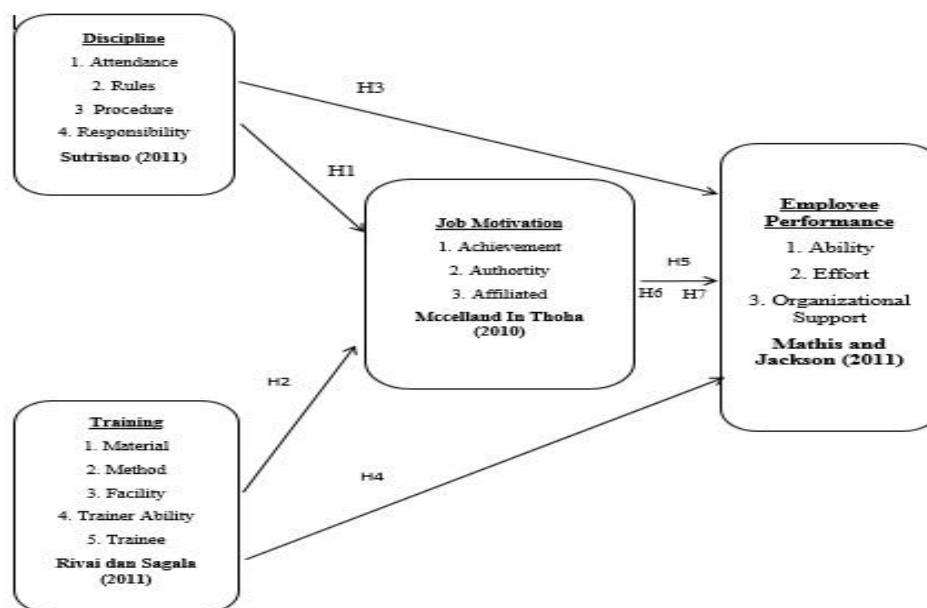 Discipline
1. Attendance
2. Rules
3 Procedure
4. Responsibility
Sutrisno (2011)
H3
H1
Job Motivation
1. Achievement
2. Authortity
3. Affiliated
Mccelland In Thoha
(2010)
H5
H6 H7
Employee
Performance
1. Ability
2. Effort
3. Organizational
Support
Mathis and
Jackson (2011)
H2
H4
Training
1. Material
2. Method
3. Facility
4. Trainer Ability
5. Trainee
Rivai dan Sagala
(2011)